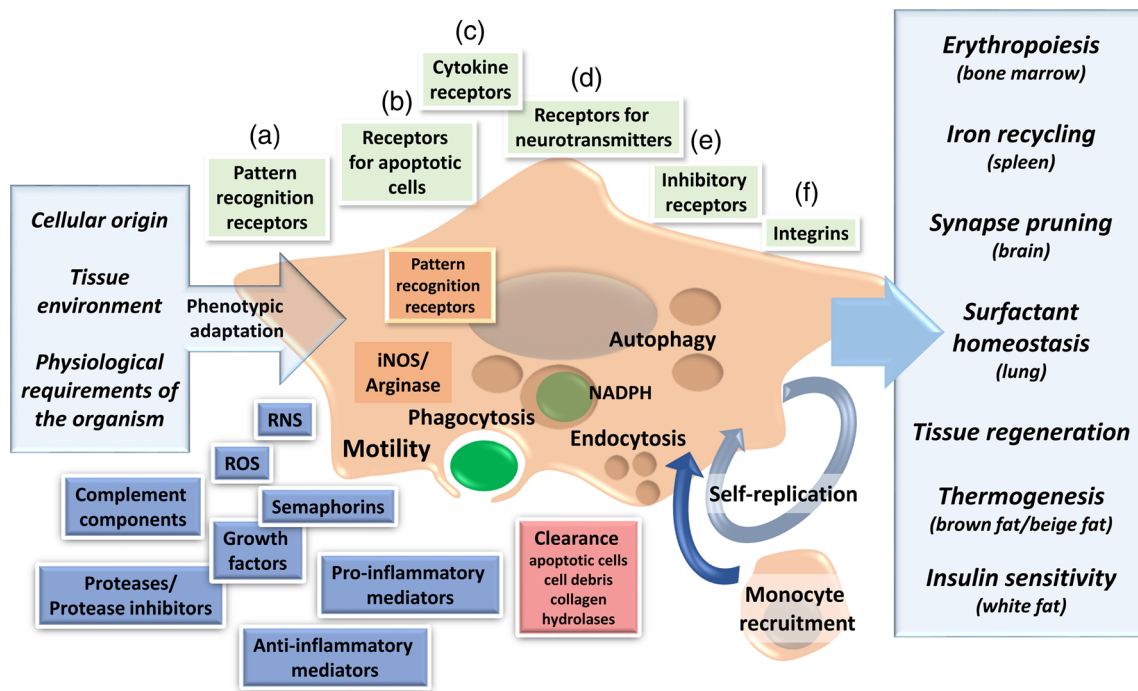 (a)
Pattern
recognition
receptors
(b)
Receptors
for apoptotic
cells
(c)
Cytokine
receptors
(d)
Receptors for
neurotransmitters
(e)
Inhibitory
receptors
(f)
Integrins
Cellular origin
Tissue
environment
Physiological
requirements of
the organism
Phenotypic
adaptation
Pattern
recognition
receptors
iNOS/
Arginase
Autophagy
NADPH
Phagocytosis
Motility
Endocytosis
Self-replication
Monocyte
recruitment
RNS
ROS
Complement
components
Semaphorins
Growth
factors
Proteases/
Protease inhibitors
Pro-inflammatory
mediators
Anti-inflammatory
mediators
Clearance
apoptotic cells
cell debris
collagen
hydrolases
Erythropoiesis
(bone marrow)
Iron recycling
(spleen)
Synapse pruning
(brain)
Surfactant
homeostasis
(lung)
Tissue regeneration
Thermogenesis
(brown fat/beige fat)
Insulin sensitivity
(white fat)